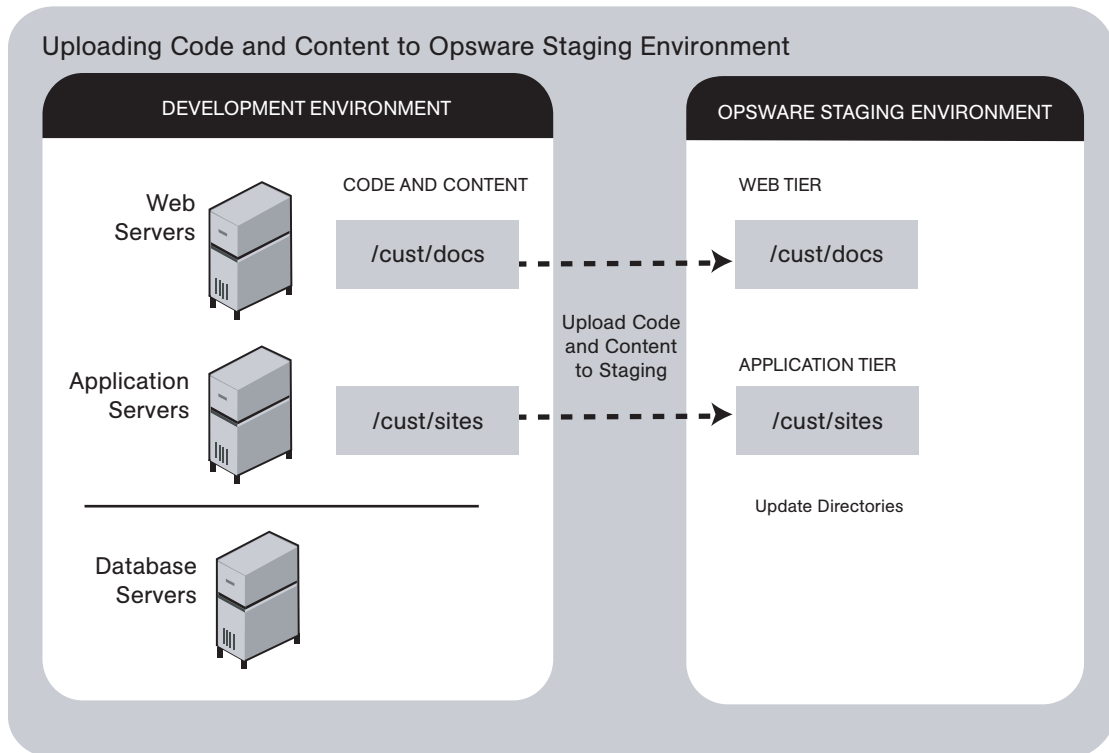 Uploading Code and Content to Opsware Staging Environment
DEVELOPMENT ENVIRONMENT
Web
Servers
CODE AND CONTENT
/cust/docs
Application
Servers
/cust/sites
Database
Servers
Upload Code
and Content
to Staging
OPSWARE STAGING ENVIRONMENT
WEB TIER
/cust/docs
APPLICATION TIER
/cust/sites
Update Directories